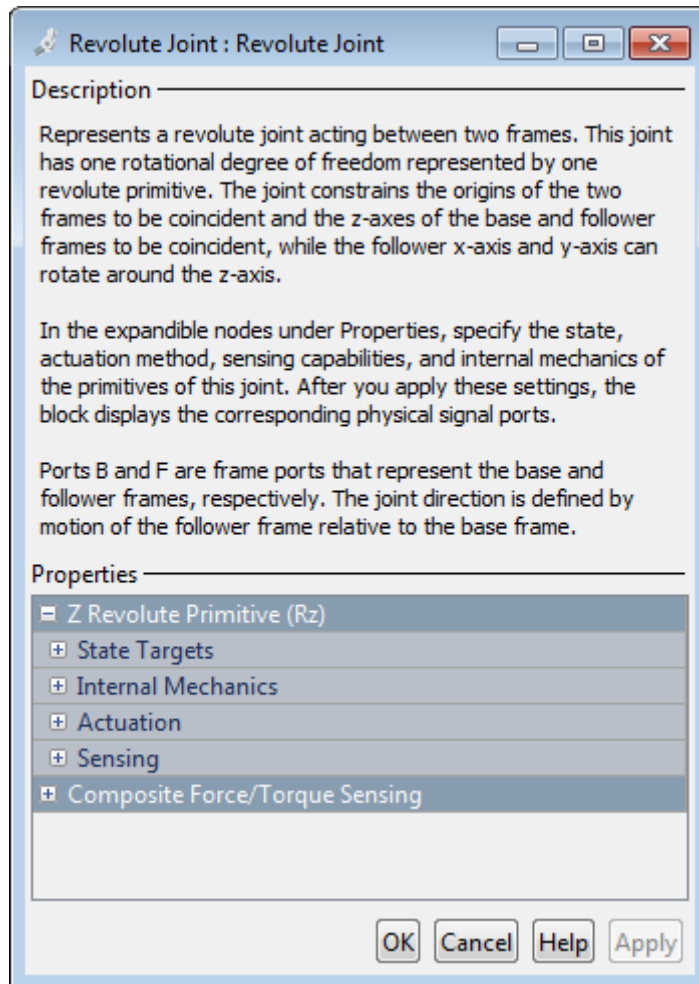 Revolute Joint : Revolute Joint
Description
Represents a revolute joint acting between two frames. This joint
has one rotational degree of freedom represented by one
revolute primitive. The joint constrains the origins of the two
frames to be coincident and the z-axes of the base and follower
frames to be coincident, while the follower x-axis and y-axis can
rotate around the z-axis.
In the expandible nodes under Properties, specify the state,
actuation method, sensing capabilities, and internal mechanics of
the primitives of this joint. After you apply these settings, the
block displays the corresponding physical signal ports.
Ports B and F are frame ports that represent the base and
follower frames, respectively. The joint direction is defined by
motion of the follower frame relative to the base frame.
Properties
Z Revolute Primitive (Rz)
State Targets
Internal Mechanics
Actuation
Sensing
Composite Force/Torque Sensing
OK Cancel Help Apply